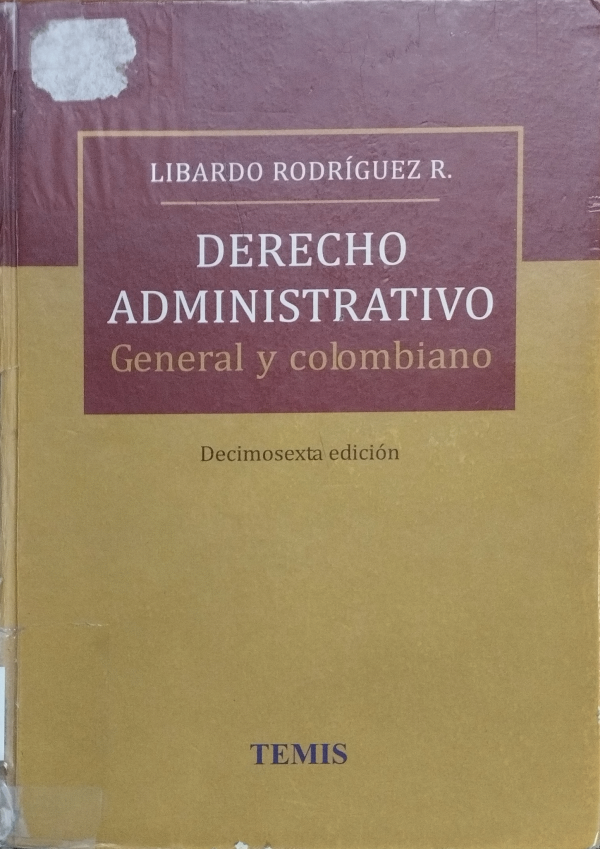 LIBARDO RODRÍGUEZ R.
DERECHO
ADMINISTRATIVO
General y colombiano
Decimosexta edición
TEMIS